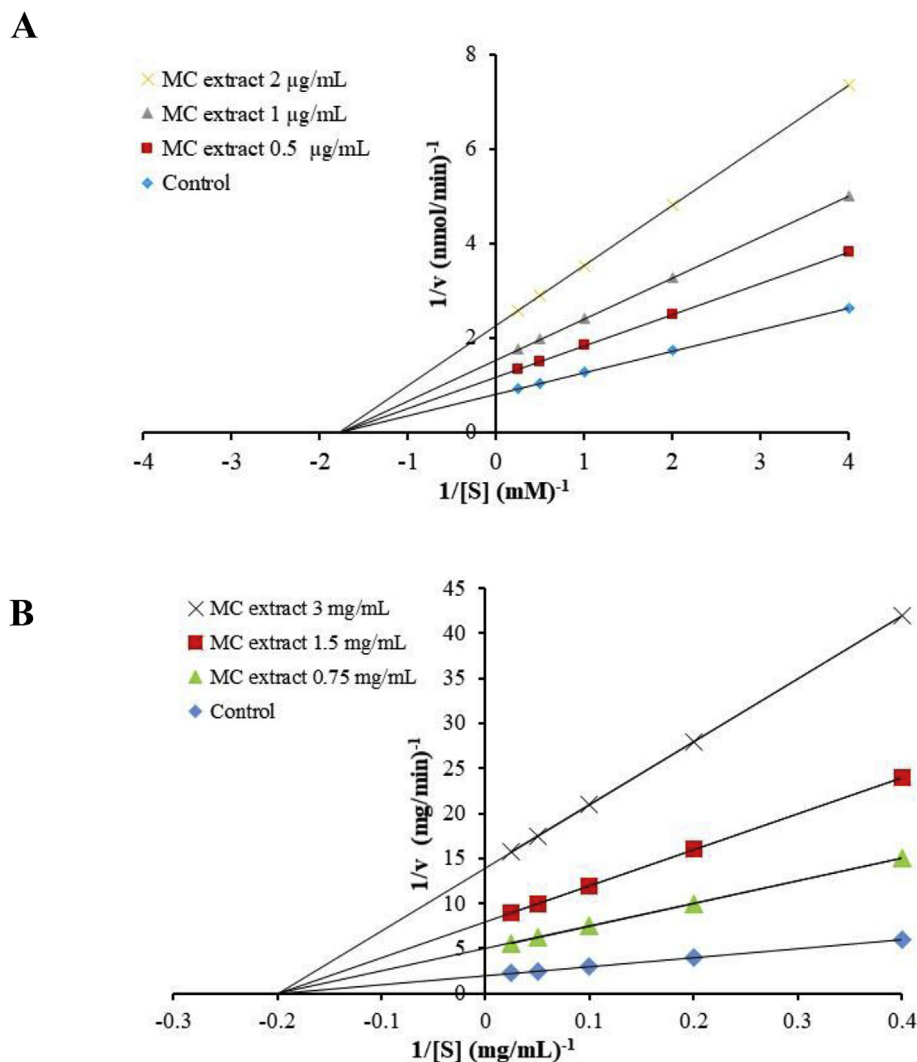 A
MC extract 2 µg/mL
MC extract 1 µg/mL
MC extract 0.5 µg/mL
Control
1/v (nmol/min)-1
8
6
4
2
0
-4 -3 -2 -1 0 1 2 3 4
1/[S] (mM)-1
B
MC extract 3 mg/mL
MC extract 1.5 mg/mL
MC extract 0.75 mg/mL
Control
1/v (mg/min)-1
45
40
35
30
25
20
15
10
5
0
-0.3 -0.2 -0.1 0 0.1 0.2 0.3 0.4
1/[S] (mg/mL)-1